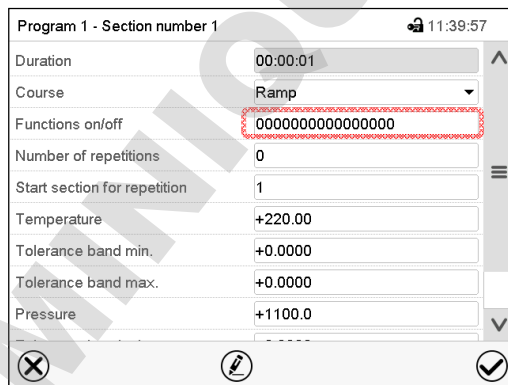 Program 1 - Section number 1 11:39:57
Duration 00:00:01
Course Ramp
Functions on/off 0000000000000000
Number of repetitions 0
Start section for repetition 1
Temperature +220.00
Tolerance band min. +0.0000
Tolerance band max. +0.0000
Pressure +1100.0